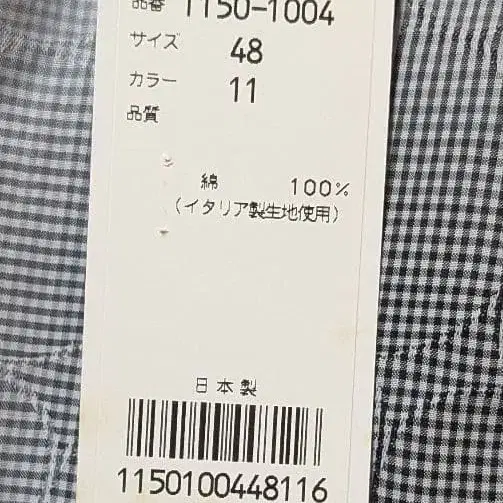 品番 1150-1004
サイズ 48
カラー 11
品質
綿 100%
(イタリア製生地使用)
日本製
1150100448116